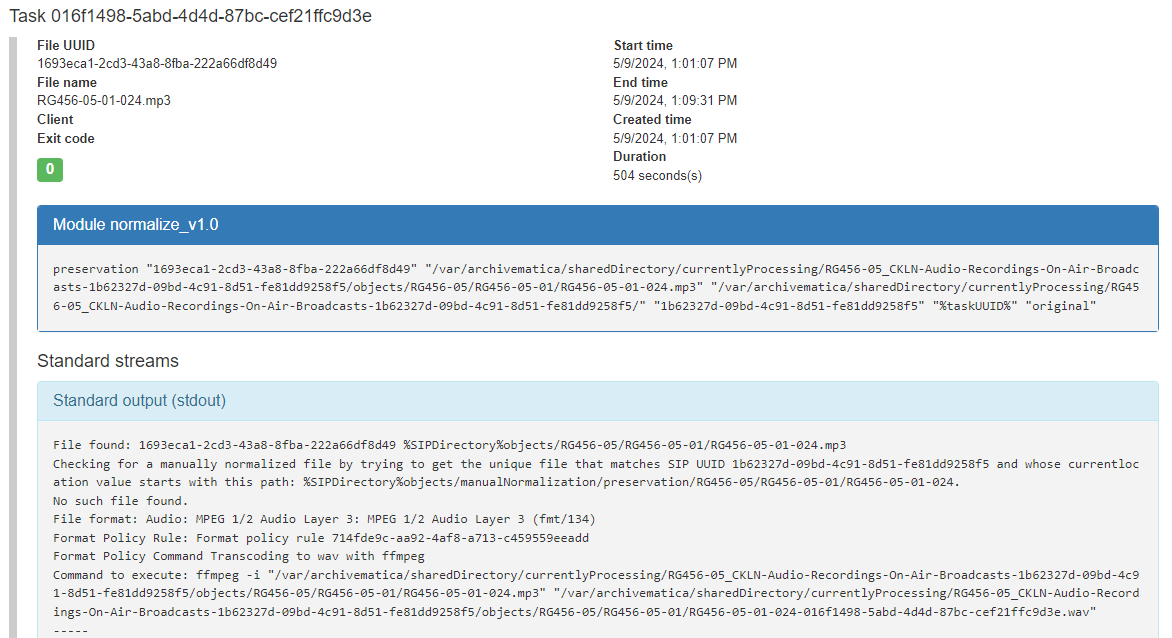 Task 016f1498-5abd-4d4d-87bc-cef21ffc9d3e
File UUID
1693eca1-2cd3-43a8-8fba-222a66df8d49
File name
RG456-05-01-024.mp3
Client
Exit code
0
Start time
5/9/2024, 1:01:07 PM
End time
5/9/2024, 1:09:31 PM
Created time
5/9/2024, 1:01:07 PM
Duration
504 seconds(s)
Module normalize_v1.0
preservation "1693eca1-2cd3-43a8-8fba-222a66df8d49" "/var/archivematica/sharedDirectory/currentlyProcessing/RG456-05_CKLN-Audio-Recordings-On-Air-Broadc
asts-1b62327d-09bd-4c91-8d51-fe81dd9258f5/objects/RG456-05/RG456-05-01/RG456-05-01-024.mp3" "/var/archivematica/sharedDirectory/currentlyProcessing/RG45
6-05_CKLN-Audio-Recordings-On-Air-Broadcasts-1b62327d-09bd-4c91-8d51-fe81dd9258f5/" "1b62327d-09bd-4c91-8d51-fe81dd9258f5" "%taskUUID%" "original"
Standard streams
Standard output (stdout)
File found: 1693eca1-2cd3-43a8-8fba-222a66df8d49 %SIPDirectory%objects/RG456-05/RG456-05-01/RG456-05-01-024.mp3
Checking for a manually normalized file by trying to get the unique file that matches SIP UUID 1b62327d-09bd-4c91-8d51-fe81dd9258f5 and whose currentloc
ation value starts with this path: %SIPDirectory%objects/manualNormalization/preservation/RG456-05/RG456-05-01/RG456-05-01-024.
No such file found.
File format: Audio: MPEG 1/2 Audio Layer 3: MPEG 1/2 Audio Layer 3 (fmt/134)
Format Policy Rule: Format policy rule 714fde9c-aa92-4af8-a713-c459559eeadd
Format Policy Command Transcoding to wav with ffmpeg
Command to execute: ffmpeg -i "/var/archivematica/sharedDirectory/currentlyProcessing/RG456-05_CKLN-Audio-Recordings-On-Air-Broadcasts-1b62327d-09bd-4c9
1-8d51-fe81dd9258f5/objects/RG456-05/RG456-05-01/RG456-05-01-024.mp3" "/var/archivematica/sharedDirectory/currentlyProcessing/RG456-05_CKLN-Audio-Record
ings-On-Air-Broadcasts-1b62327d-09bd-4c91-8d51-fe81dd9258f5/objects/RG456-05/RG456-05-01/RG456-05-01-024-016f1498-5abd-4d4d-87bc-cef21ffc9d3e.wav"
-----